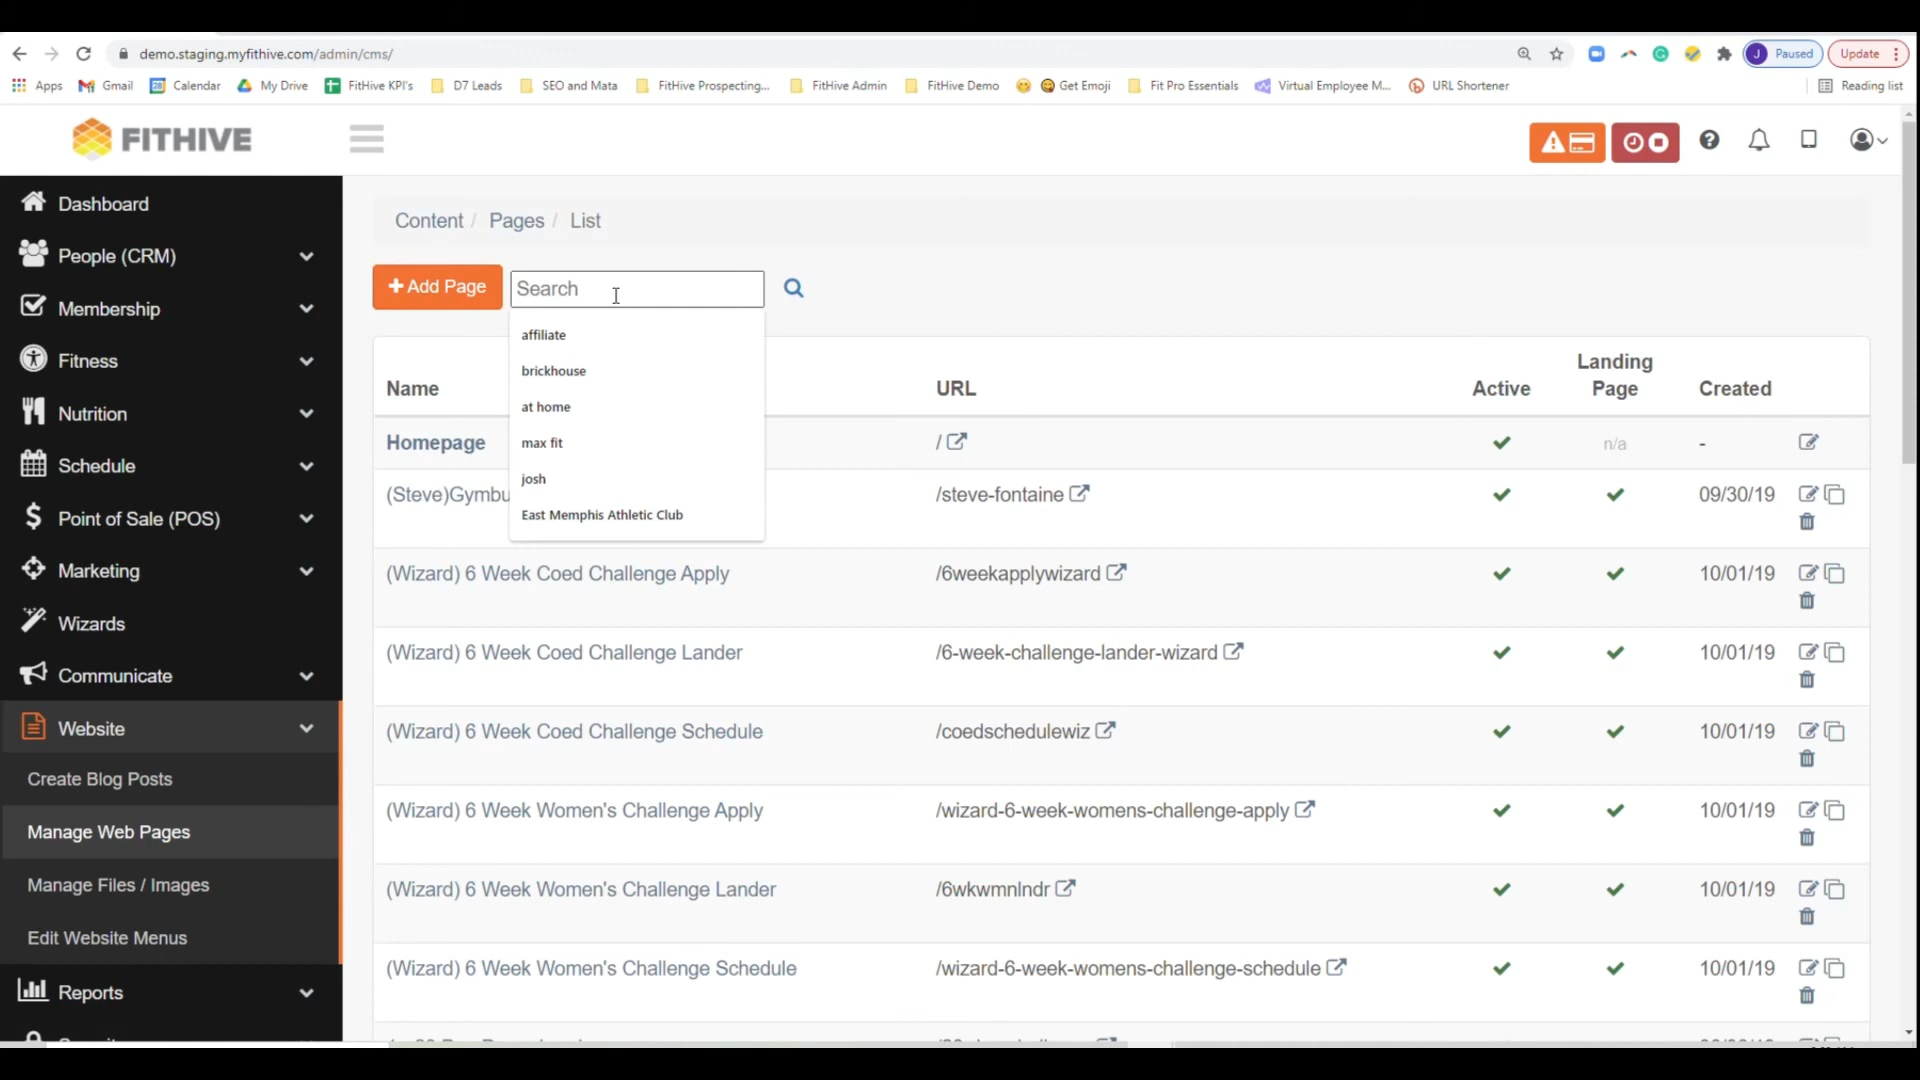 demo.staging.myfithive.com/admin/cms/
J Paused
Update
Apps
Gmail
Calendar
My Drive
FitHive KPI's
D7 Leads
SEO and Mata
FitHive Prospecting...
FitHive Admin
FitHive Demo
Get Emoji
Fit Pro Essentials
Virtual Employee M...
URL Shortener
Reading list
FITHIVE
Dashboard
People (CRM)
Membership
Fitness
Nutrition
Schedule
Point of Sale (POS)
Marketing
Wizards
Communicate
Website
Create Blog Posts
Manage Web Pages
Manage Files / Images
Edit Website Menus
Reports
Content / Pages / List
+ Add Page
Search
affiliate
brickhouse
at home
max fit
josh
East Memphis Athletic Club
Name URL Active Landing Page Created
Homepage / n/a -
(Steve)Gymbu /steve-fontaine 09/30/19
(Wizard) 6 Week Coed Challenge Apply /6weekapplywizard 10/01/19
(Wizard) 6 Week Coed Challenge Lander /6-week-challenge-lander-wizard 10/01/19
(Wizard) 6 Week Coed Challenge Schedule /coedschedulewiz 10/01/19
(Wizard) 6 Week Women's Challenge Apply /wizard-6-week-womens-challenge-apply 10/01/19
(Wizard) 6 Week Women's Challenge Lander /6wkwmnlndr 10/01/19
(Wizard) 6 Week Women's Challenge Schedule /wizard-6-week-womens-challenge-schedule 10/01/19